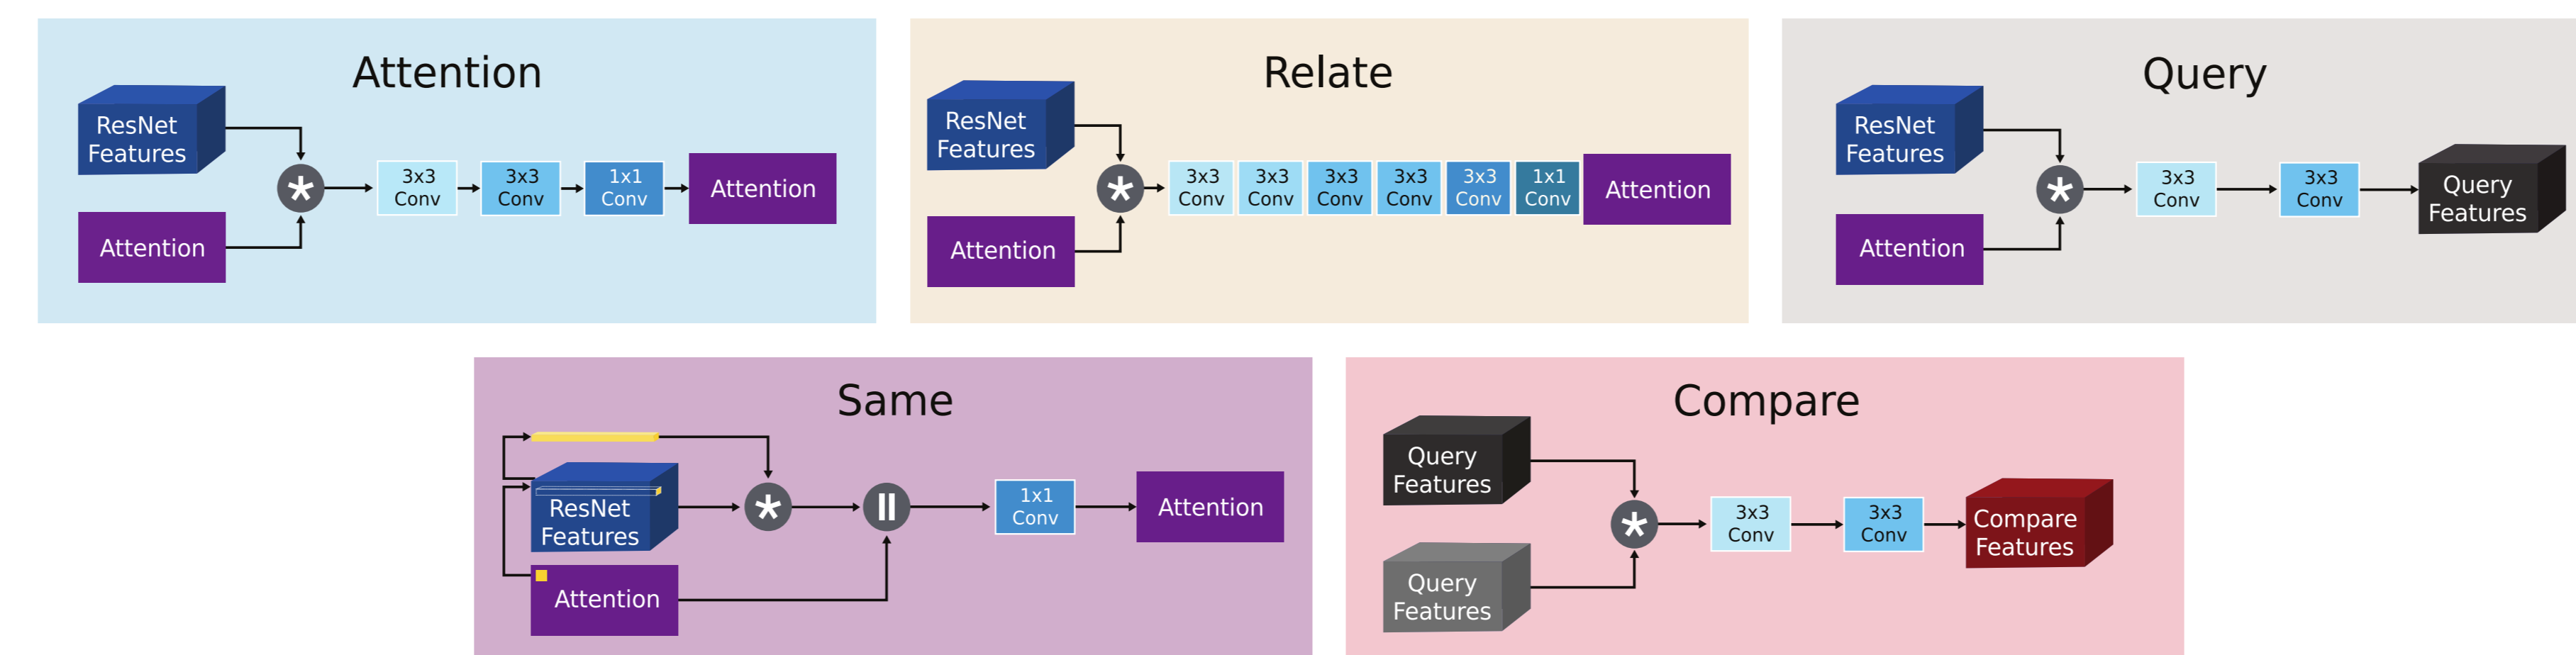 Attention
ResNet
Features
*
Attention
3x3
Conv
3x3
Conv
1x1
Conv
Attention
Relate
ResNet
Features
*
Attention
3x3
Conv
3x3
Conv
3x3
Conv
3x3
Conv
3x3
Conv
1x1
Conv
Attention
Query
ResNet
Features
*
Attention
3x3
Conv
3x3
Conv
Query
Features
Same
ResNet
Features
*
||
Attention
1x1
Conv
Attention
Compare
Query
Features
*
Query
Features
3x3
Conv
3x3
Conv
Compare
Features